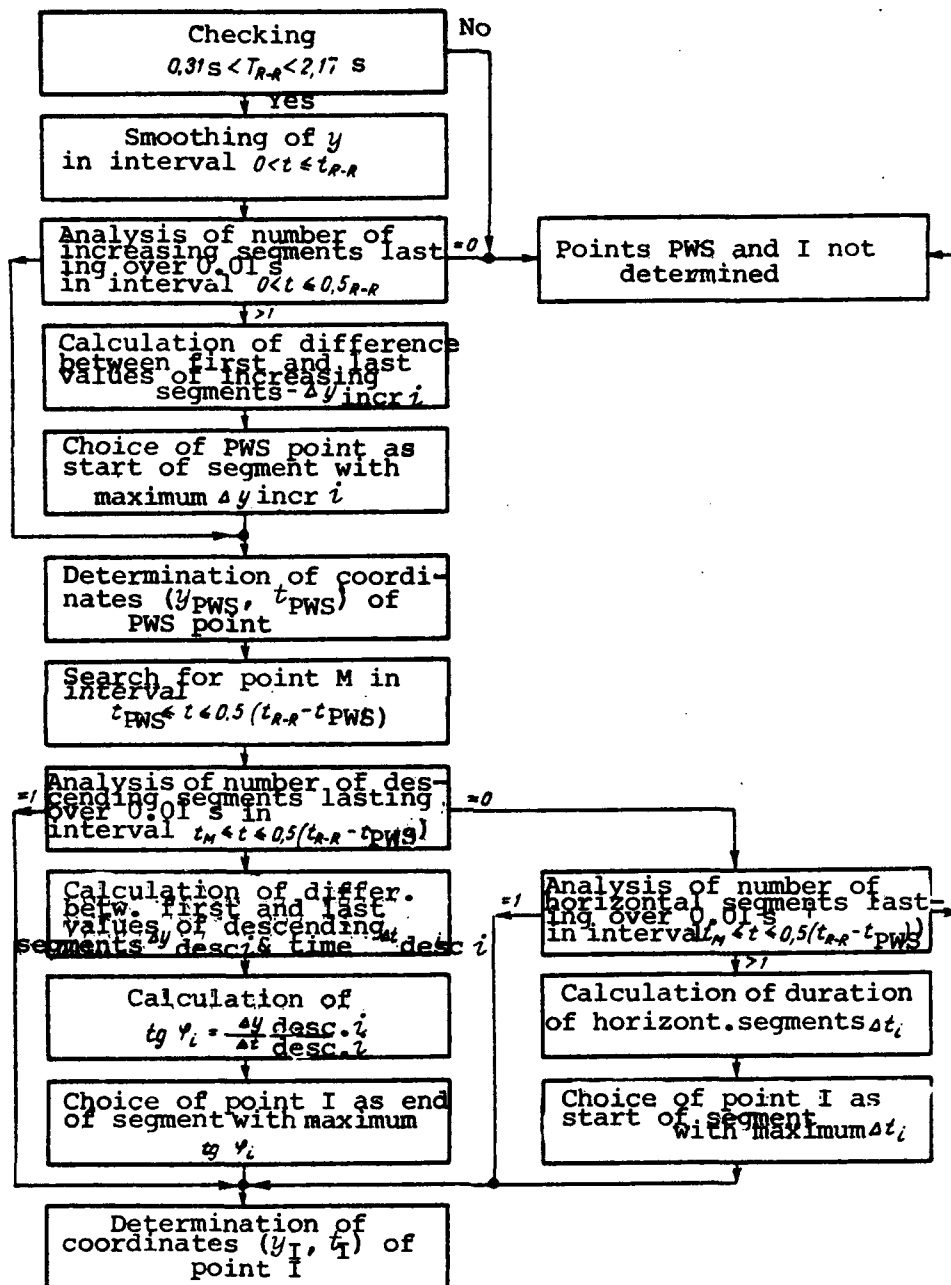 Checking
0,31 s < T_R-R < 2,17 s
No
Yes
Smoothing of y
in interval 0 < t ≤ t_R-R
Analysis of number of
increasing segments last-
ing over 0.01 s
in interval 0 < t ≤ 0,5_R-R
=0
Points PWS and I not
determined
>1
Calculation of difference
between first and last
values of increasing
segments - Δy incr i
Choice of PWS point as
start of segment with
maximum Δy incr i
Determination of coordi-
nates (y_PWS, t_PWS) of
PWS point
Search for point M in
interval
t_PWS ≤ t ≤ 0.5 (t_R-R - t_PWS)
=1
Analysis of number of des-
cending segments lasting
over 0.01 s in
interval t_M ≤ t ≤ 0,5(t_R-R - t_PWS)
=0
Calculation of differ.
betw. first and last
values of descending
segments Δy desc i & time Δt desc i
=1
Analysis of number of
horizontal segments last-
ing over 0.01 s
in interval t_M ≤ t ≤ 0,5(t_R-R - t_PWS)
>1
Calculation of
tg φ_i = Δy desc.i / Δt desc.i
Calculation of duration
of horizont. segments Δt_i
Choice of point I as end
of segment with maximum
tg φ_i
Choice of point I as
start of segment
with maximum Δt_i
Determination of
coordinates (y_I, t_I) of
point I